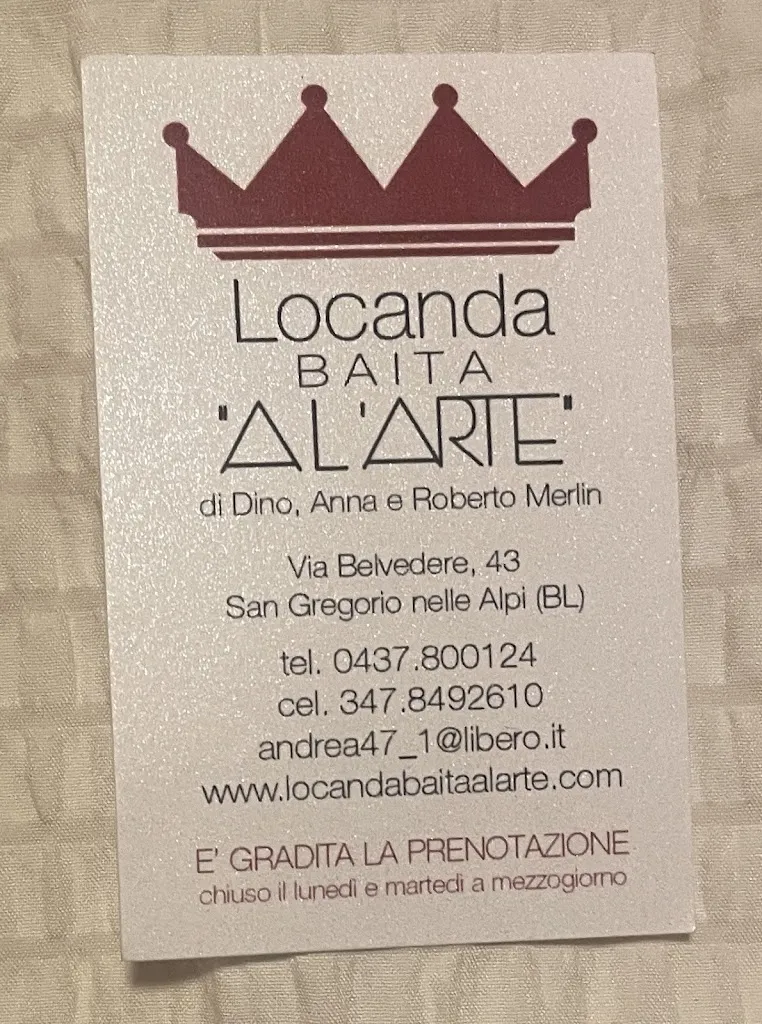 Locanda
BAITA
"A L'ARTE"
di Dino, Anna e Roberto Merlin
Via Belvedere, 43
San Gregorio nelle Alpi (BL)
tel. 0437.800124
cel. 347.8492610
andrea47_1@libero.it
www.locandabaitaalarte.com
E' GRADITA LA PRENOTAZIONE
chiuso il lunedì e martedì a mezzogiorno